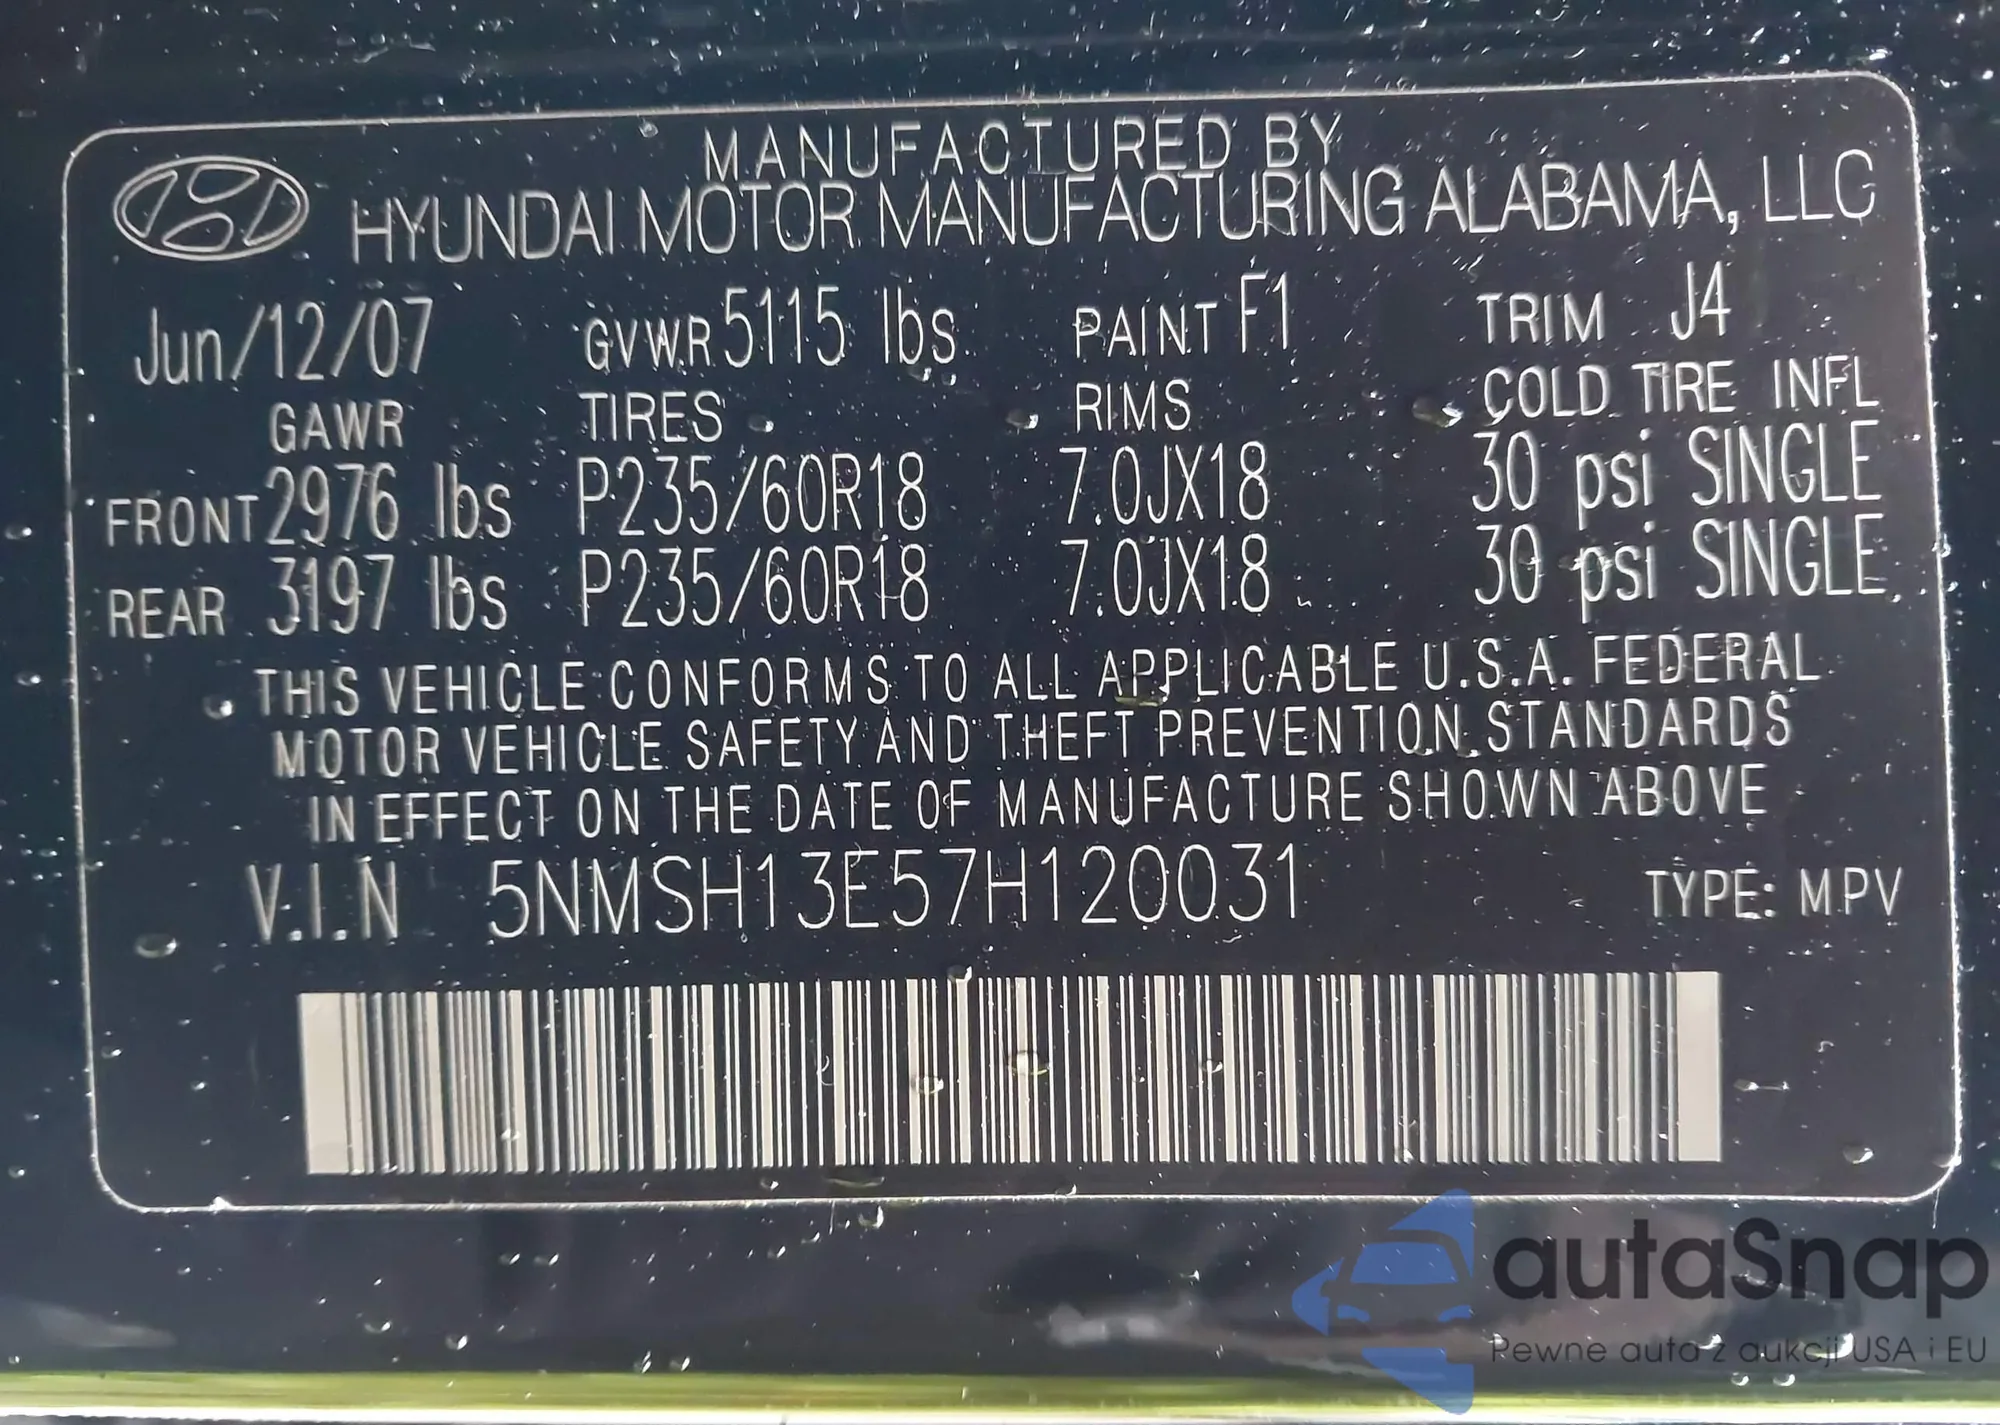 MANUFACTURED BY
HYUNDAI MOTOR MANUFACTURING ALABAMA, LLC
Jun/12/07 GVWR 5115 lbs PAINT F1 TRIM J4
GAWR TIRES RIMS COLD TIRE INFL
FRONT 2976 lbs P235/60R18 7.0JX18 30 psi SINGLE
REAR 3197 lbs P235/60R18 7.0JX18 30 psi SINGLE
THIS VEHICLE CONFORMS TO ALL APPLICABLE U.S.A. FEDERAL
MOTOR VEHICLE SAFETY AND THEFT PREVENTION STANDARDS
IN EFFECT ON THE DATE OF MANUFACTURE SHOWN ABOVE
V.I.N 5NMSH13E57H120031 TYPE: MPV
autaSnap
Pewne auta z aukcji USA i EU